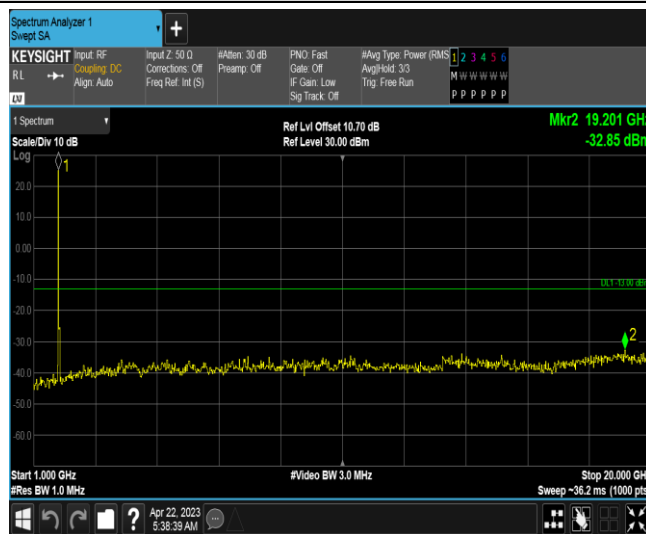 Spectrum Analyzer 1
Swept SA
+
KEYSIGHT
RL
LXI
Input: RF
Coupling: DC
Align: Auto
Input Z: 50 Ω
Corrections: Off
Freq Ref: Int (S)
#Atten: 30 dB
Preamp: Off
PNO: Fast
Gate: Off
IF Gain: Low
Sig Track: Off
#Avg Type: Power (RMS
Avg|Hold: 3/3
Trig: Free Run
1 2 3 4 5 6
M W W W W W
P P P P P P
1 Spectrum
Scale/Div 10 dB
Log
Ref Lvl Offset 10.70 dB
Ref Level 30.00 dBm
Mkr2 19.201 GHz
-32.85 dBm
1
20.0
10.0
0.00
-10.0
DL1 -13.00 dBm
-20.0
-30.0
2
-40.0
-50.0
-60.0
Start 1.000 GHz
#Res BW 1.0 MHz
#Video BW 3.0 MHz
Stop 20.000 GHz
Sweep ~36.2 ms (1000 pts)
?
Apr 22, 2023
5:38:39 AM